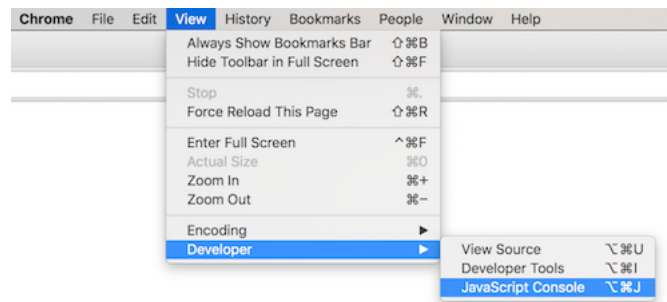 Chrome File Edit View History Bookmarks People Window Help
Always Show Bookmarks Bar ⇧⌘B
Hide Toolbar in Full Screen ⇧⌘F
Stop ⌘.
Force Reload This Page ⇧⌘R
Enter Full Screen ^⌘F
Actual Size ⌘0
Zoom In ⌘+
Zoom Out ⌘−
Encoding ▶
Developer ▶
View Source ⌥⌘U
Developer Tools ⌥⌘I
JavaScript Console ⌥⌘J